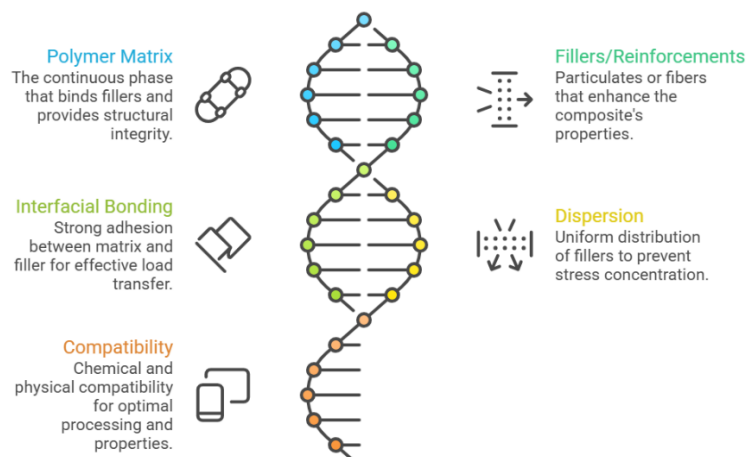 Polymer Matrix
The continuous phase
that binds fillers and
provides structural
integrity.
Fillers/Reinforcements
Particulates or fibers
that enhance the
composite's
properties.
Interfacial Bonding
Strong adhesion
between matrix and
filler for effective load
transfer.
Dispersion
Uniform distribution
of fillers to prevent
stress concentration.
Compatibility
Chemical and
physical compatibility
for optimal
processing and
properties.